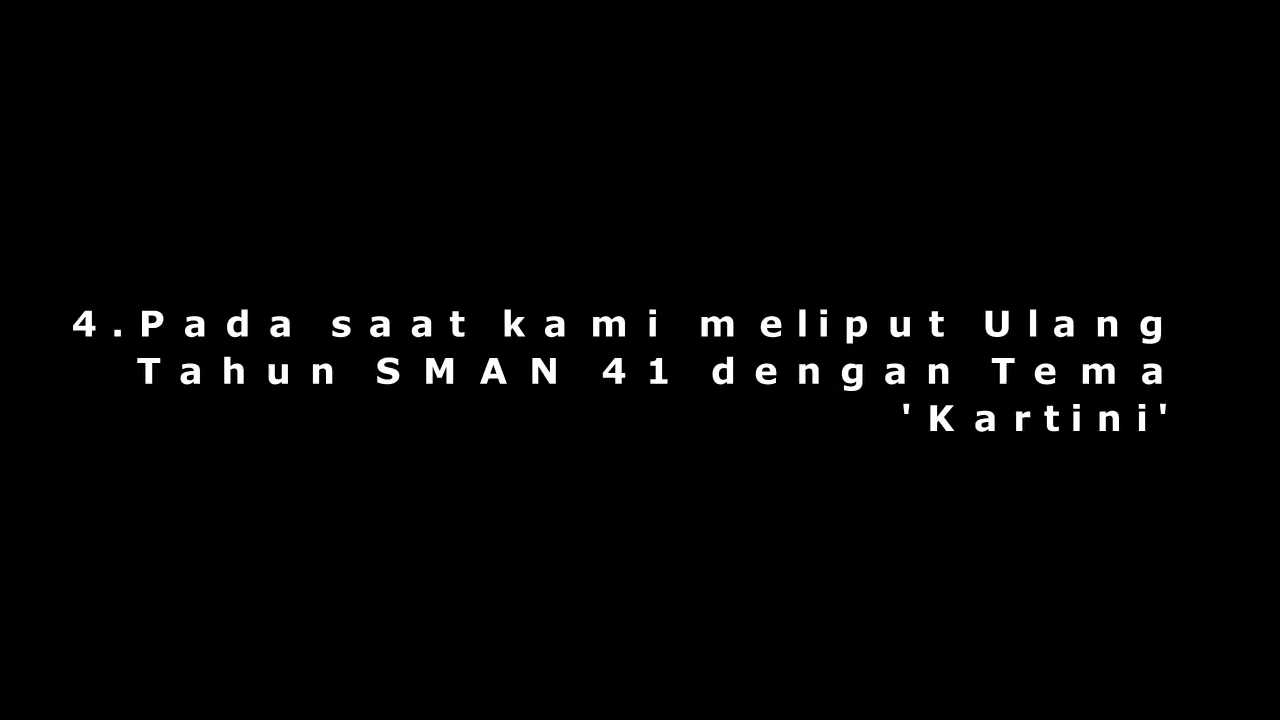 4.Pada saat kami meliput Ulang
Tahun SMAN 41 dengan Tema
'Kartini'